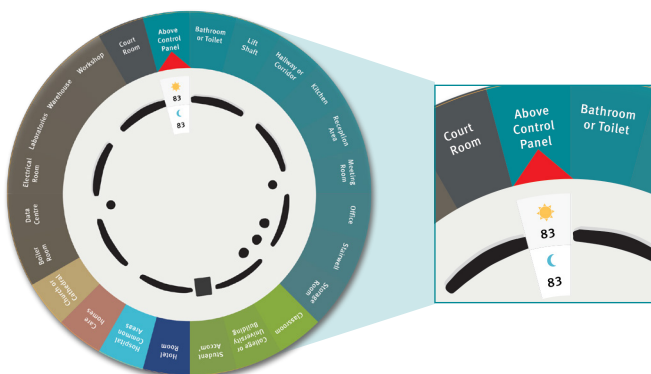 Above
Control
Panel
Bathroom
or Toilet
Lift
Shaft
Hallway or
Corridor
Kitchen
Reception
Area
Meeting
Room
Office
Stairwell
Storage
Room
Classroom
College or
University
Building
Student
Accom'
Hotel
Room
Hospital
Common
Areas
Care
homes
Church or
Cathedral
Boiler
Room
Data
Centre
Electrical
Room
Laboratories
Warehouse
Workshop
Court
Room
83
83
Court
Room
Above
Control
Panel
Bathroom
or Toilet
83
83